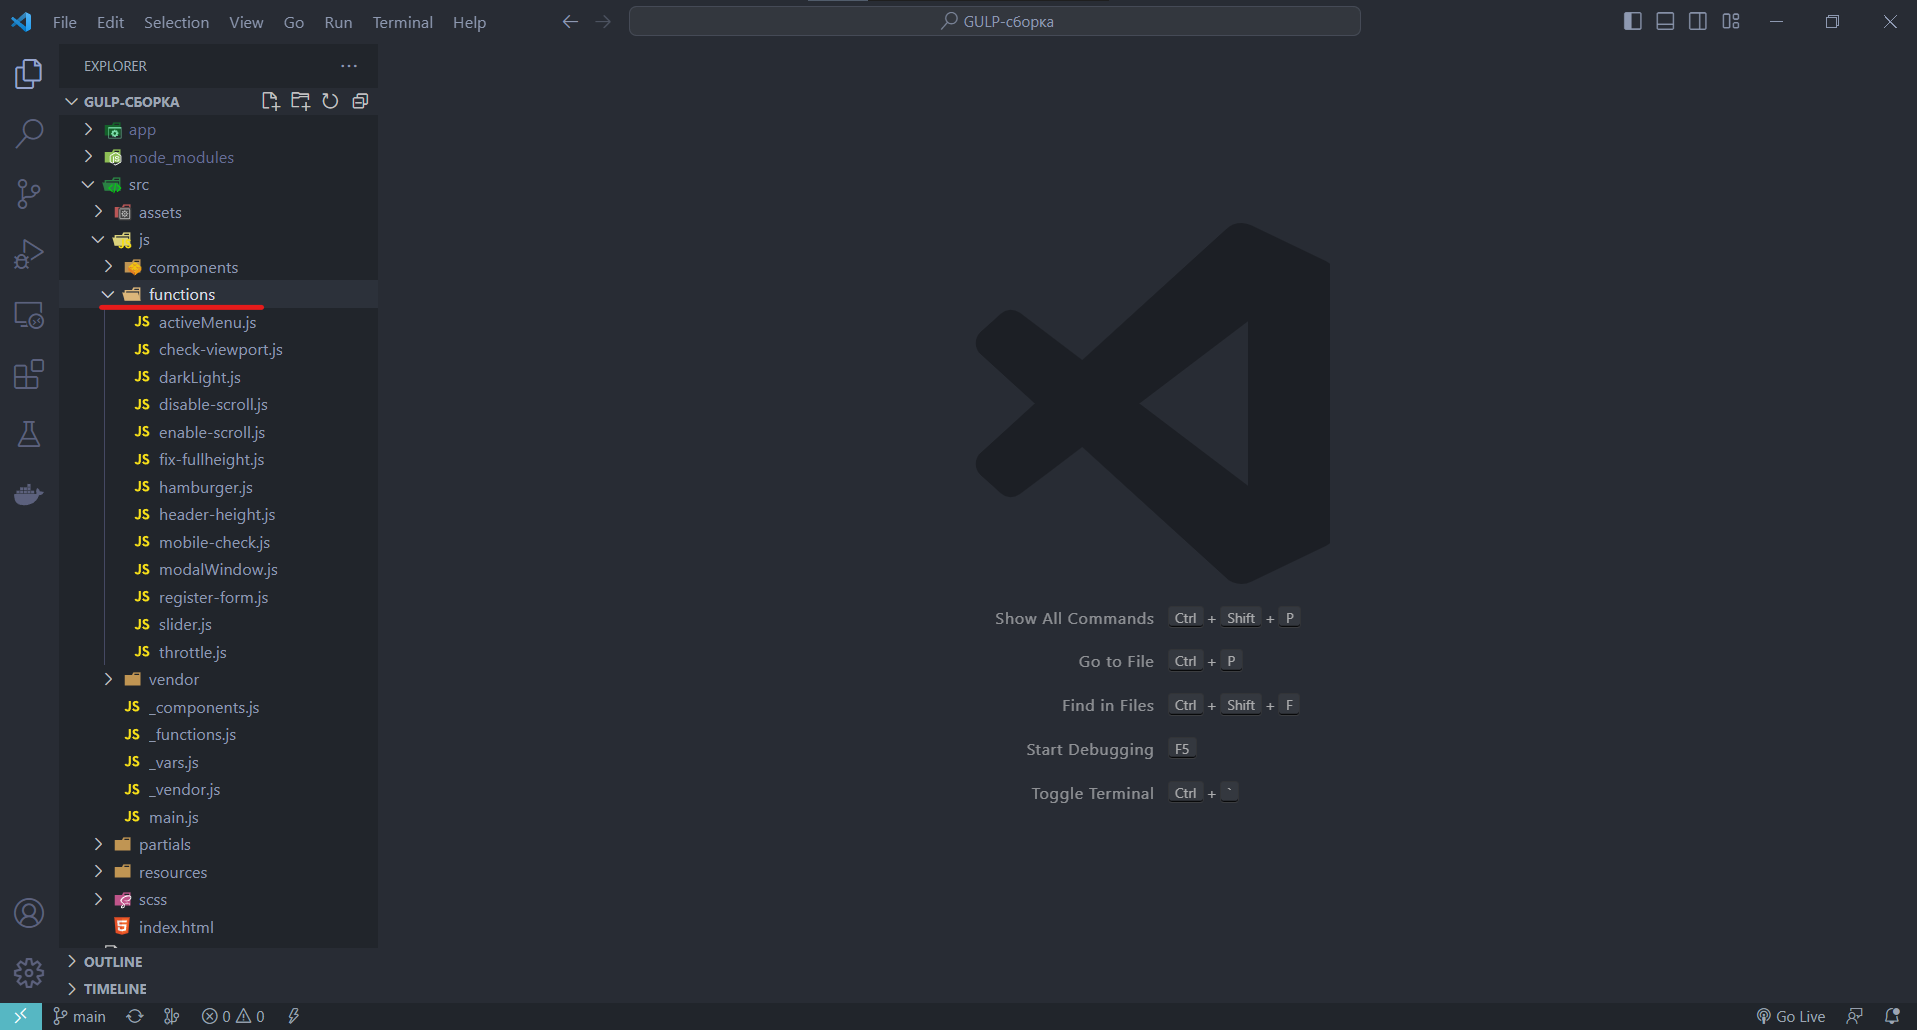 File Edit Selection View Go Run Terminal Help
GULP-сборка
EXPLORER
GULP-СБОРКА
app
node_modules
src
assets
js
components
functions
JS activeMenu.js
JS check-viewport.js
JS darkLight.js
JS disable-scroll.js
JS enable-scroll.js
JS fix-fullheight.js
JS hamburger.js
JS header-height.js
JS mobile-check.js
JS modalWindow.js
JS register-form.js
JS slider.js
JS throttle.js
vendor
JS _components.js
JS _functions.js
JS _vars.js
JS _vendor.js
JS main.js
partials
resources
scss
index.html
OUTLINE
TIMELINE
Show All Commands Ctrl + Shift + P
Go to File Ctrl + P
Find in Files Ctrl + Shift + F
Start Debugging F5
Toggle Terminal Ctrl + `
main 0 0 Go Live